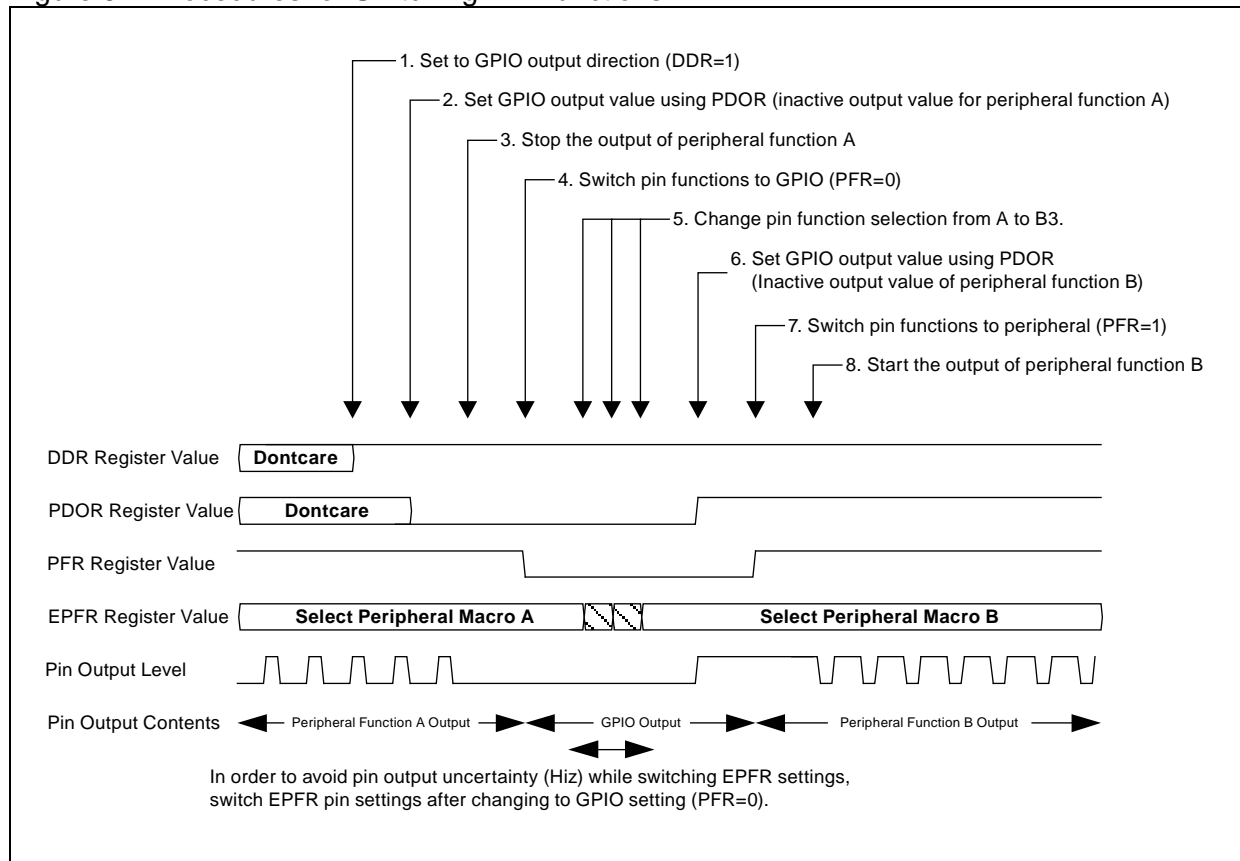 1. Set to GPIO output direction (DDR=1)
2. Set GPIO output value using PDOR (inactive output value for peripheral function A)
3. Stop the output of peripheral function A
4. Switch pin functions to GPIO (PFR=0)
5. Change pin function selection from A to B3.
6. Set GPIO output value using PDOR
(Inactive output value of peripheral function B)
7. Switch pin functions to peripheral (PFR=1)
8. Start the output of peripheral function B
DDR Register Value Dontcare
PDOR Register Value Dontcare
PFR Register Value
EPFR Register Value Select Peripheral Macro A Select Peripheral Macro B
Pin Output Level
Pin Output Contents Peripheral Function A Output GPIO Output Peripheral Function B Output
In order to avoid pin output uncertainty (Hiz) while switching EPFR settings,
switch EPFR pin settings after changing to GPIO setting (PFR=0).